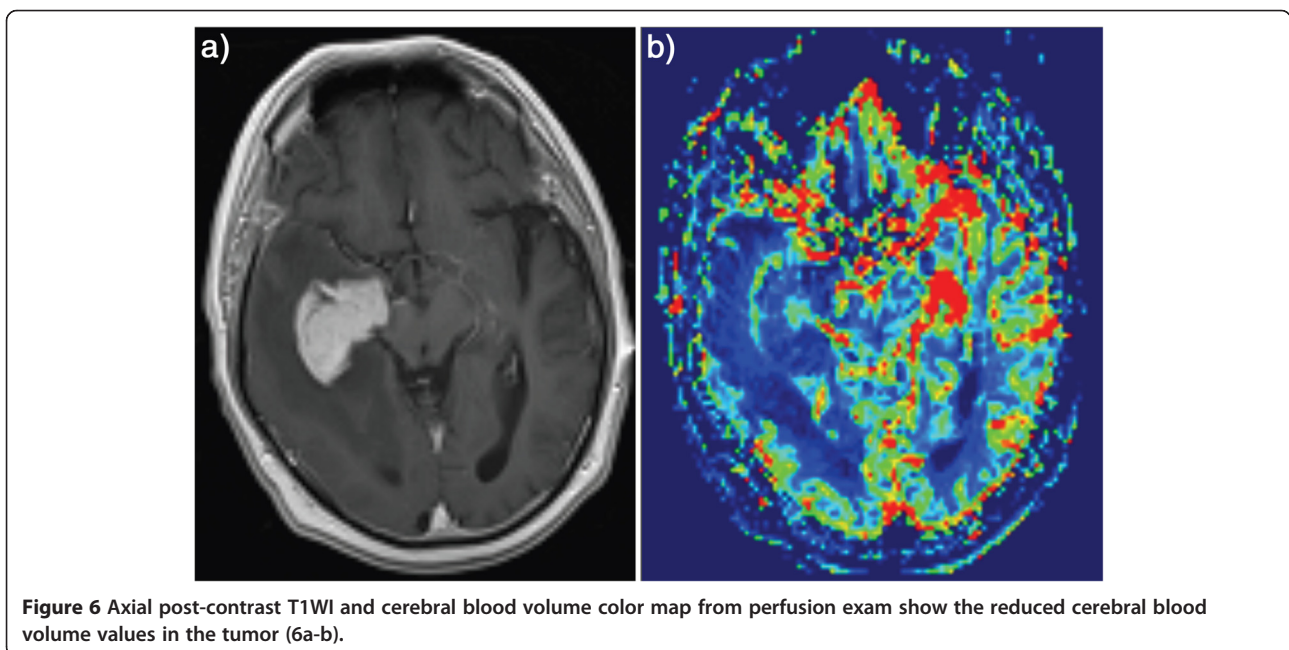 a)
b)
Figure 6 Axial post-contrast T1WI and cerebral blood volume color map from perfusion exam show the reduced cerebral blood
volume values in the tumor (6a-b).